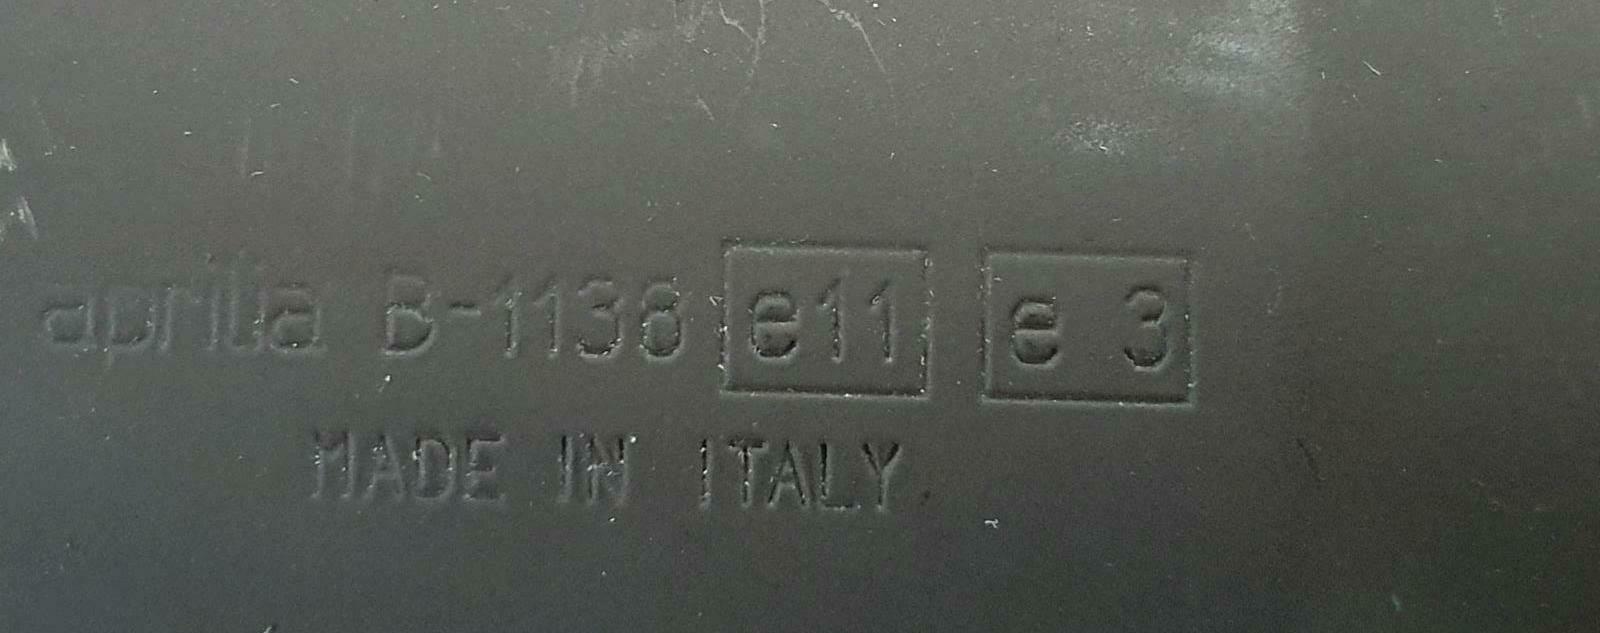 aprilia B-1138 e11 e 3
MADE IN ITALY